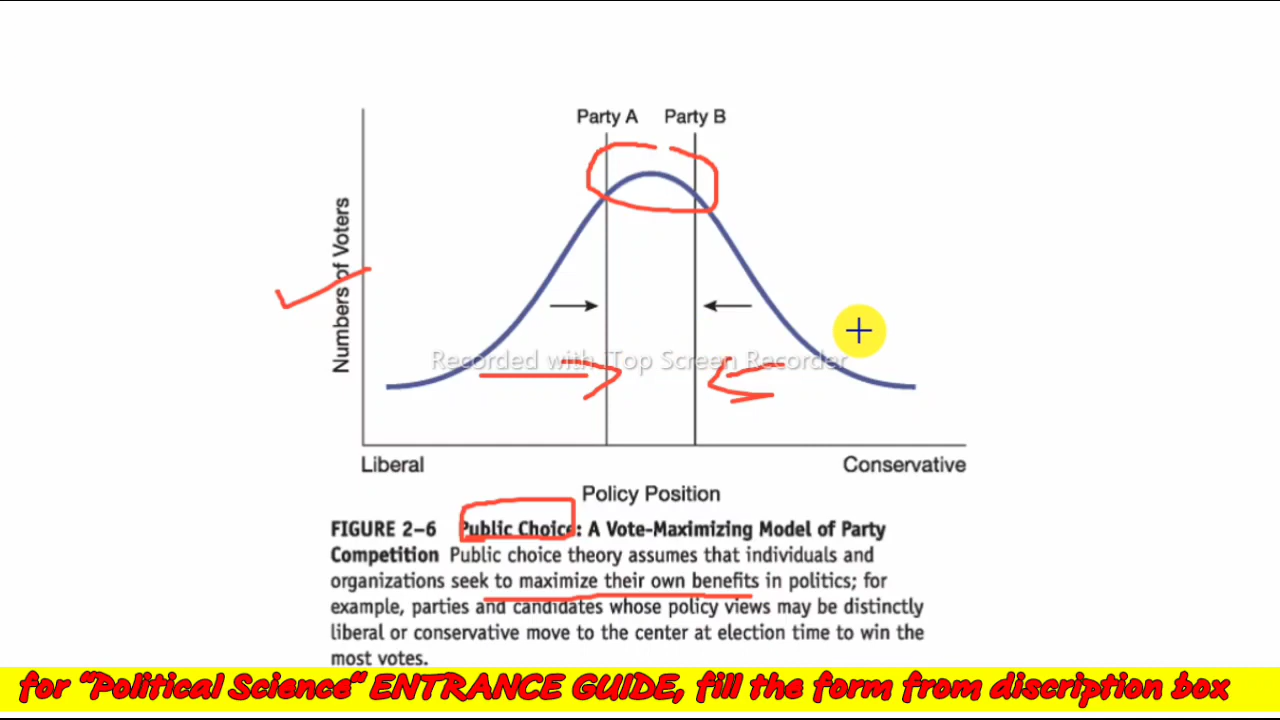 Party A Party B
Numbers of Voters
Recorded with Top Screen Recorder
Liberal Conservative
Policy Position
FIGURE 2–6 Public Choice: A Vote-Maximizing Model of Party
Competition Public choice theory assumes that individuals and
organizations seek to maximize their own benefits in politics; for
example, parties and candidates whose policy views may be distinctly
liberal or conservative move to the center at election time to win the
most votes.
for "Political Science" ENTRANCE GUIDE, fill the form from discription box